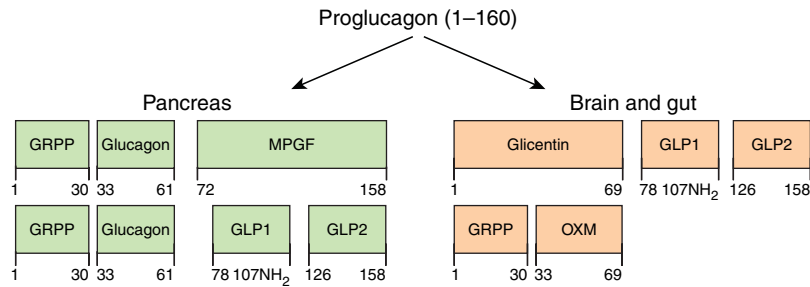 Proglucagon (1–160)
Pancreas Brain and gut
GRPP Glucagon MPGF Glicentin GLP1 GLP2
1 30 33 61 72 158 1 69 78 107NH2 126 158
GRPP Glucagon GLP1 GLP2 GRPP OXM
1 30 33 61 78 107NH2 126 158 1 30 33 69